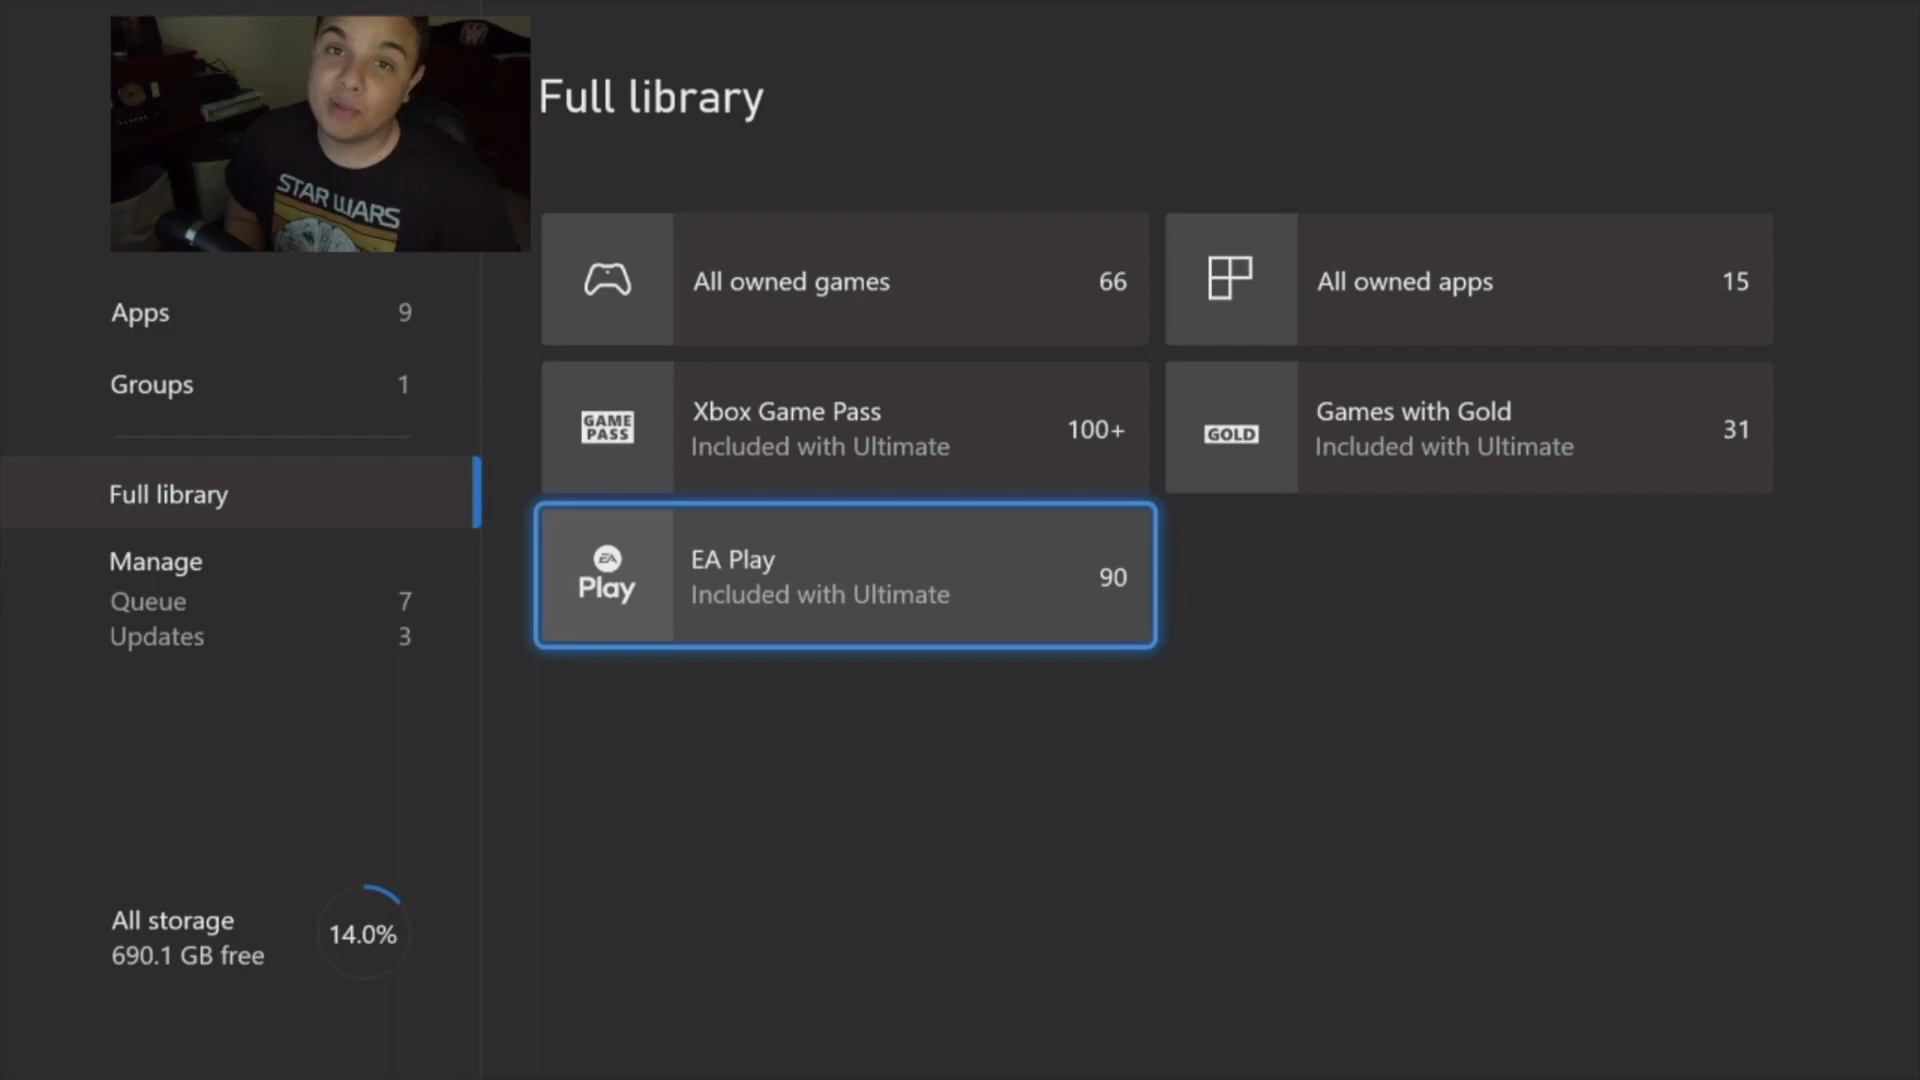 STAR WARS
Full library
All owned games 66
All owned apps 15
Apps 9
Groups 1
GAME PASS
Xbox Game Pass
Included with Ultimate
100+
GOLD
Games with Gold
Included with Ultimate
31
Full library
EA
Play
EA Play
Included with Ultimate
90
Manage
Queue 7
Updates 3
All storage
690.1 GB free
14.0%